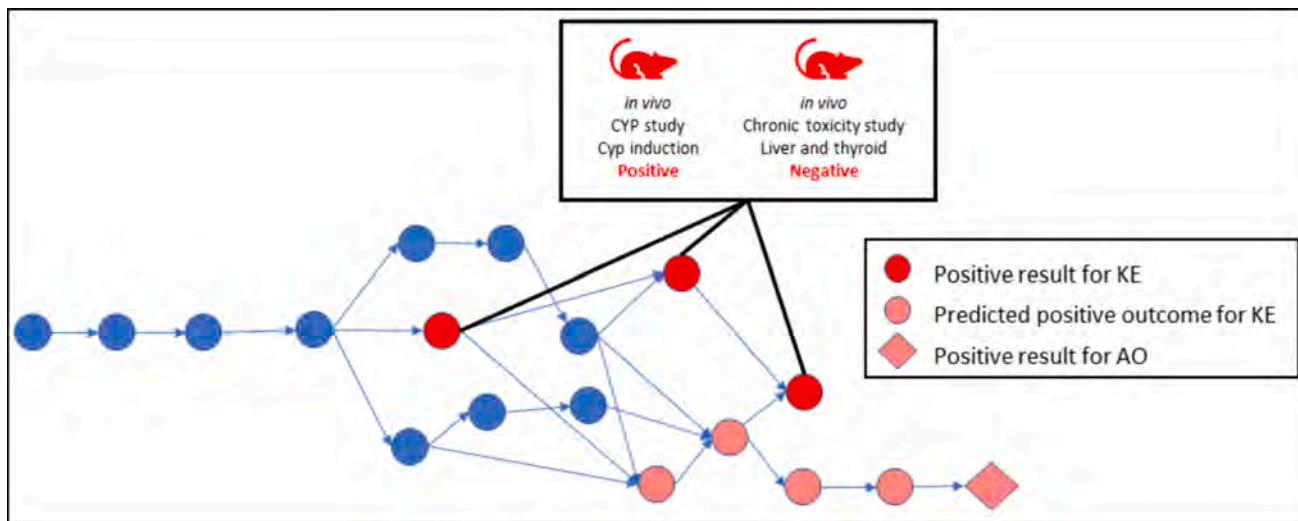 in vivo
CYP study
Cyp induction
Positive
in vivo
Chronic toxicity study
Liver and thyroid
Negative
Positive result for KE
Predicted positive outcome for KE
Positive result for AO